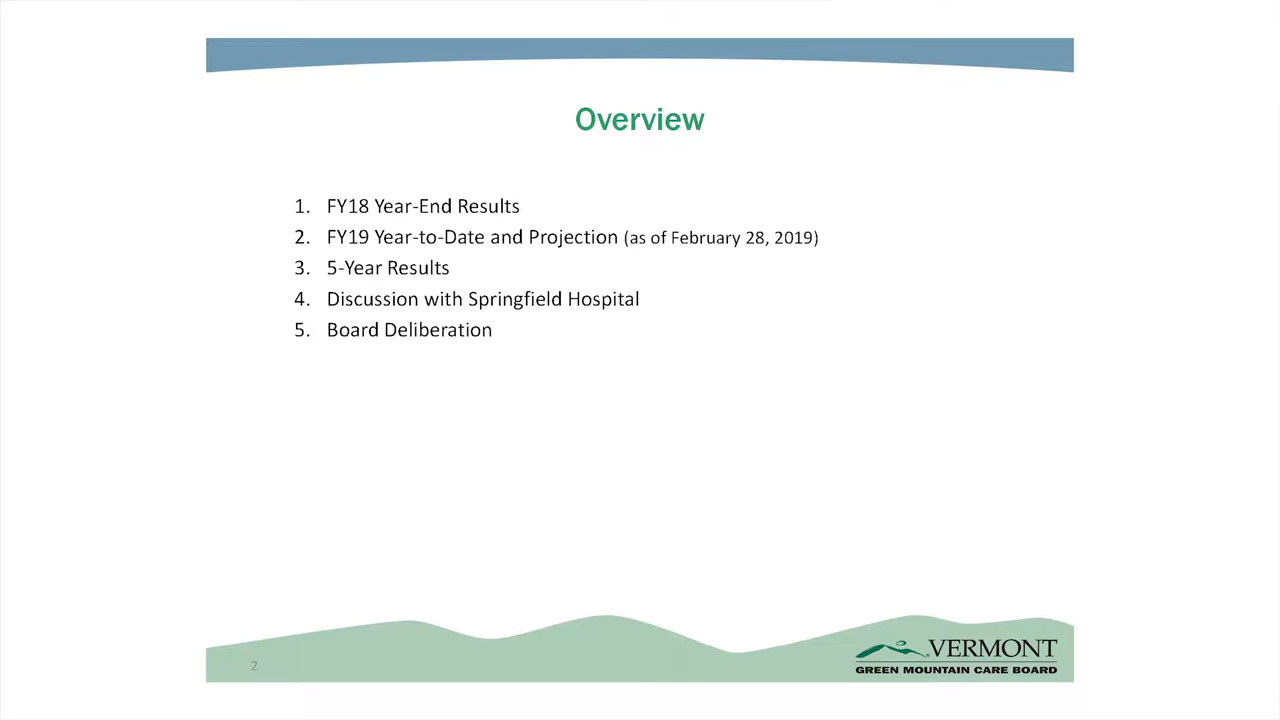 Overview
1. FY18 Year-End Results
2. FY19 Year-to-Date and Projection (as of February 28, 2019)
3. 5-Year Results
4. Discussion with Springfield Hospital
5. Board Deliberation
2
VERMONT
GREEN MOUNTAIN CARE BOARD